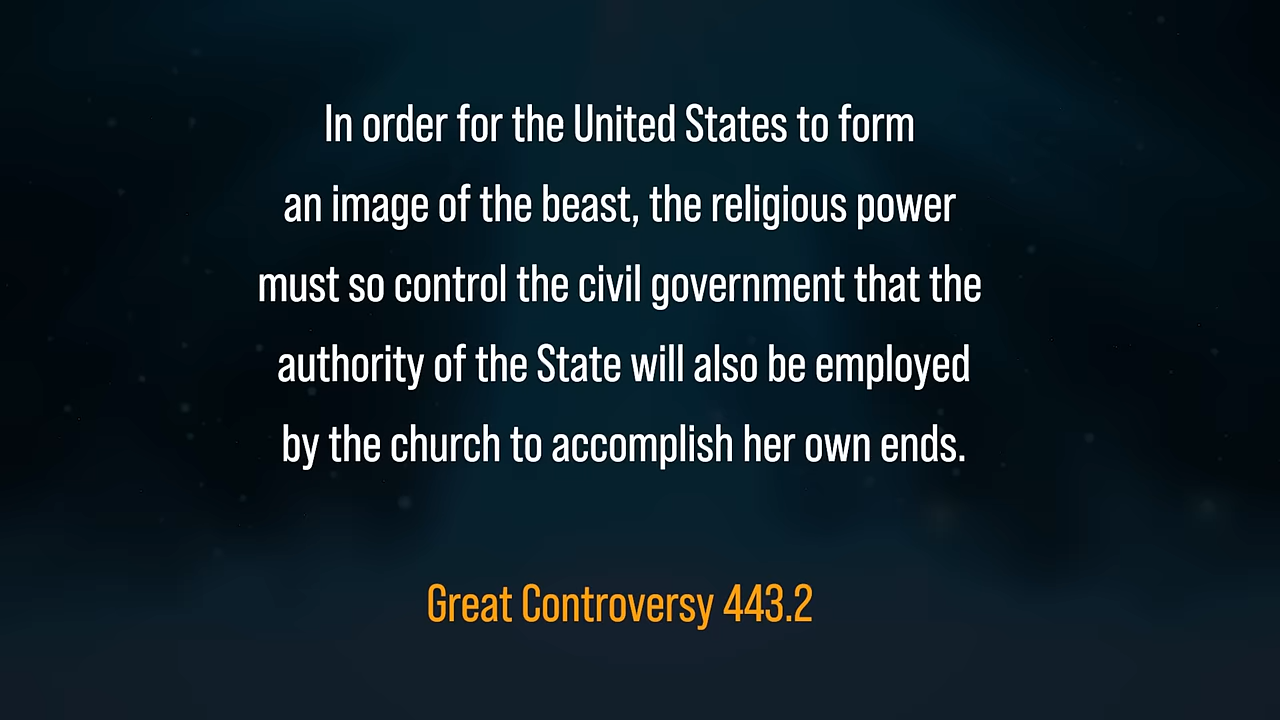 In order for the United States to form
an image of the beast, the religious power
must so control the civil government that the
authority of the State will also be employed
by the church to accomplish her own ends.
Great Controversy 443.2